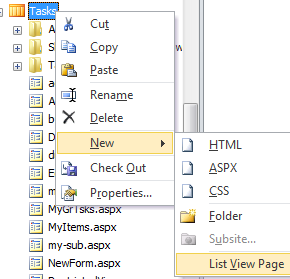 Tasks
Cut
Copy
Paste
Rename
Delete
New
HTML
Check Out
ASPX
Properties...
CSS
MyGrTsks.aspx
Folder
MyItems.aspx
Subsite...
my-sub.aspx
NewForm.aspx
List View Page